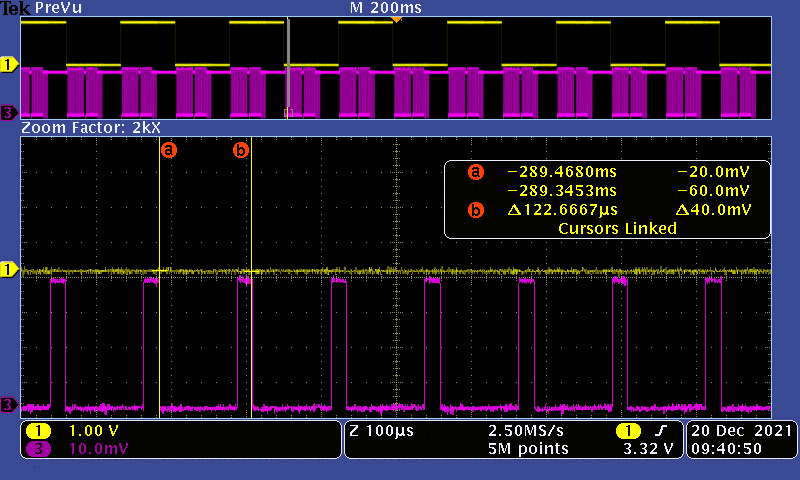 Tek PreVu M 200ms
1
3
Zoom Factor: 2kX
a b
a −289.4680ms −20.0mV
−289.3453ms −60.0mV
b Δ122.6667µs Δ40.0mV
Cursors Linked
1
3
1 1.00 V Z 100µs 2.50MS/s 1 20 Dec 2021
3 10.0mV 5M points 3.32 V 09:40:50